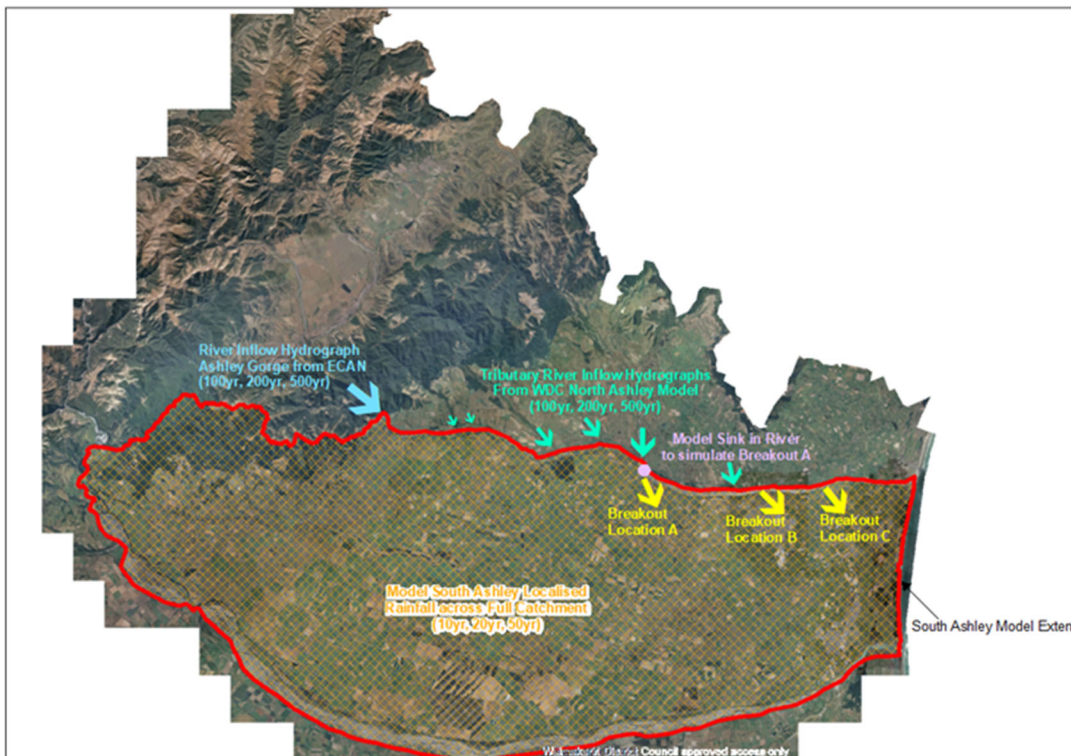 River Inflow Hydrograph
Ashley Gorge from ECAN
(100yr, 200yr, 500yr)
Tributary River Inflow Hydrographs
From WDC North Ashley Model
(100yr, 200yr, 500yr)
Model Sink in River
to simulate Breakout A
Breakout
Location A
Breakout
Location B
Breakout
Location C
Model South Ashley Localised
Rainfall across Full Catchment
(10yr, 20yr, 50yr)
South Ashley Model Exten
District Council approved access only